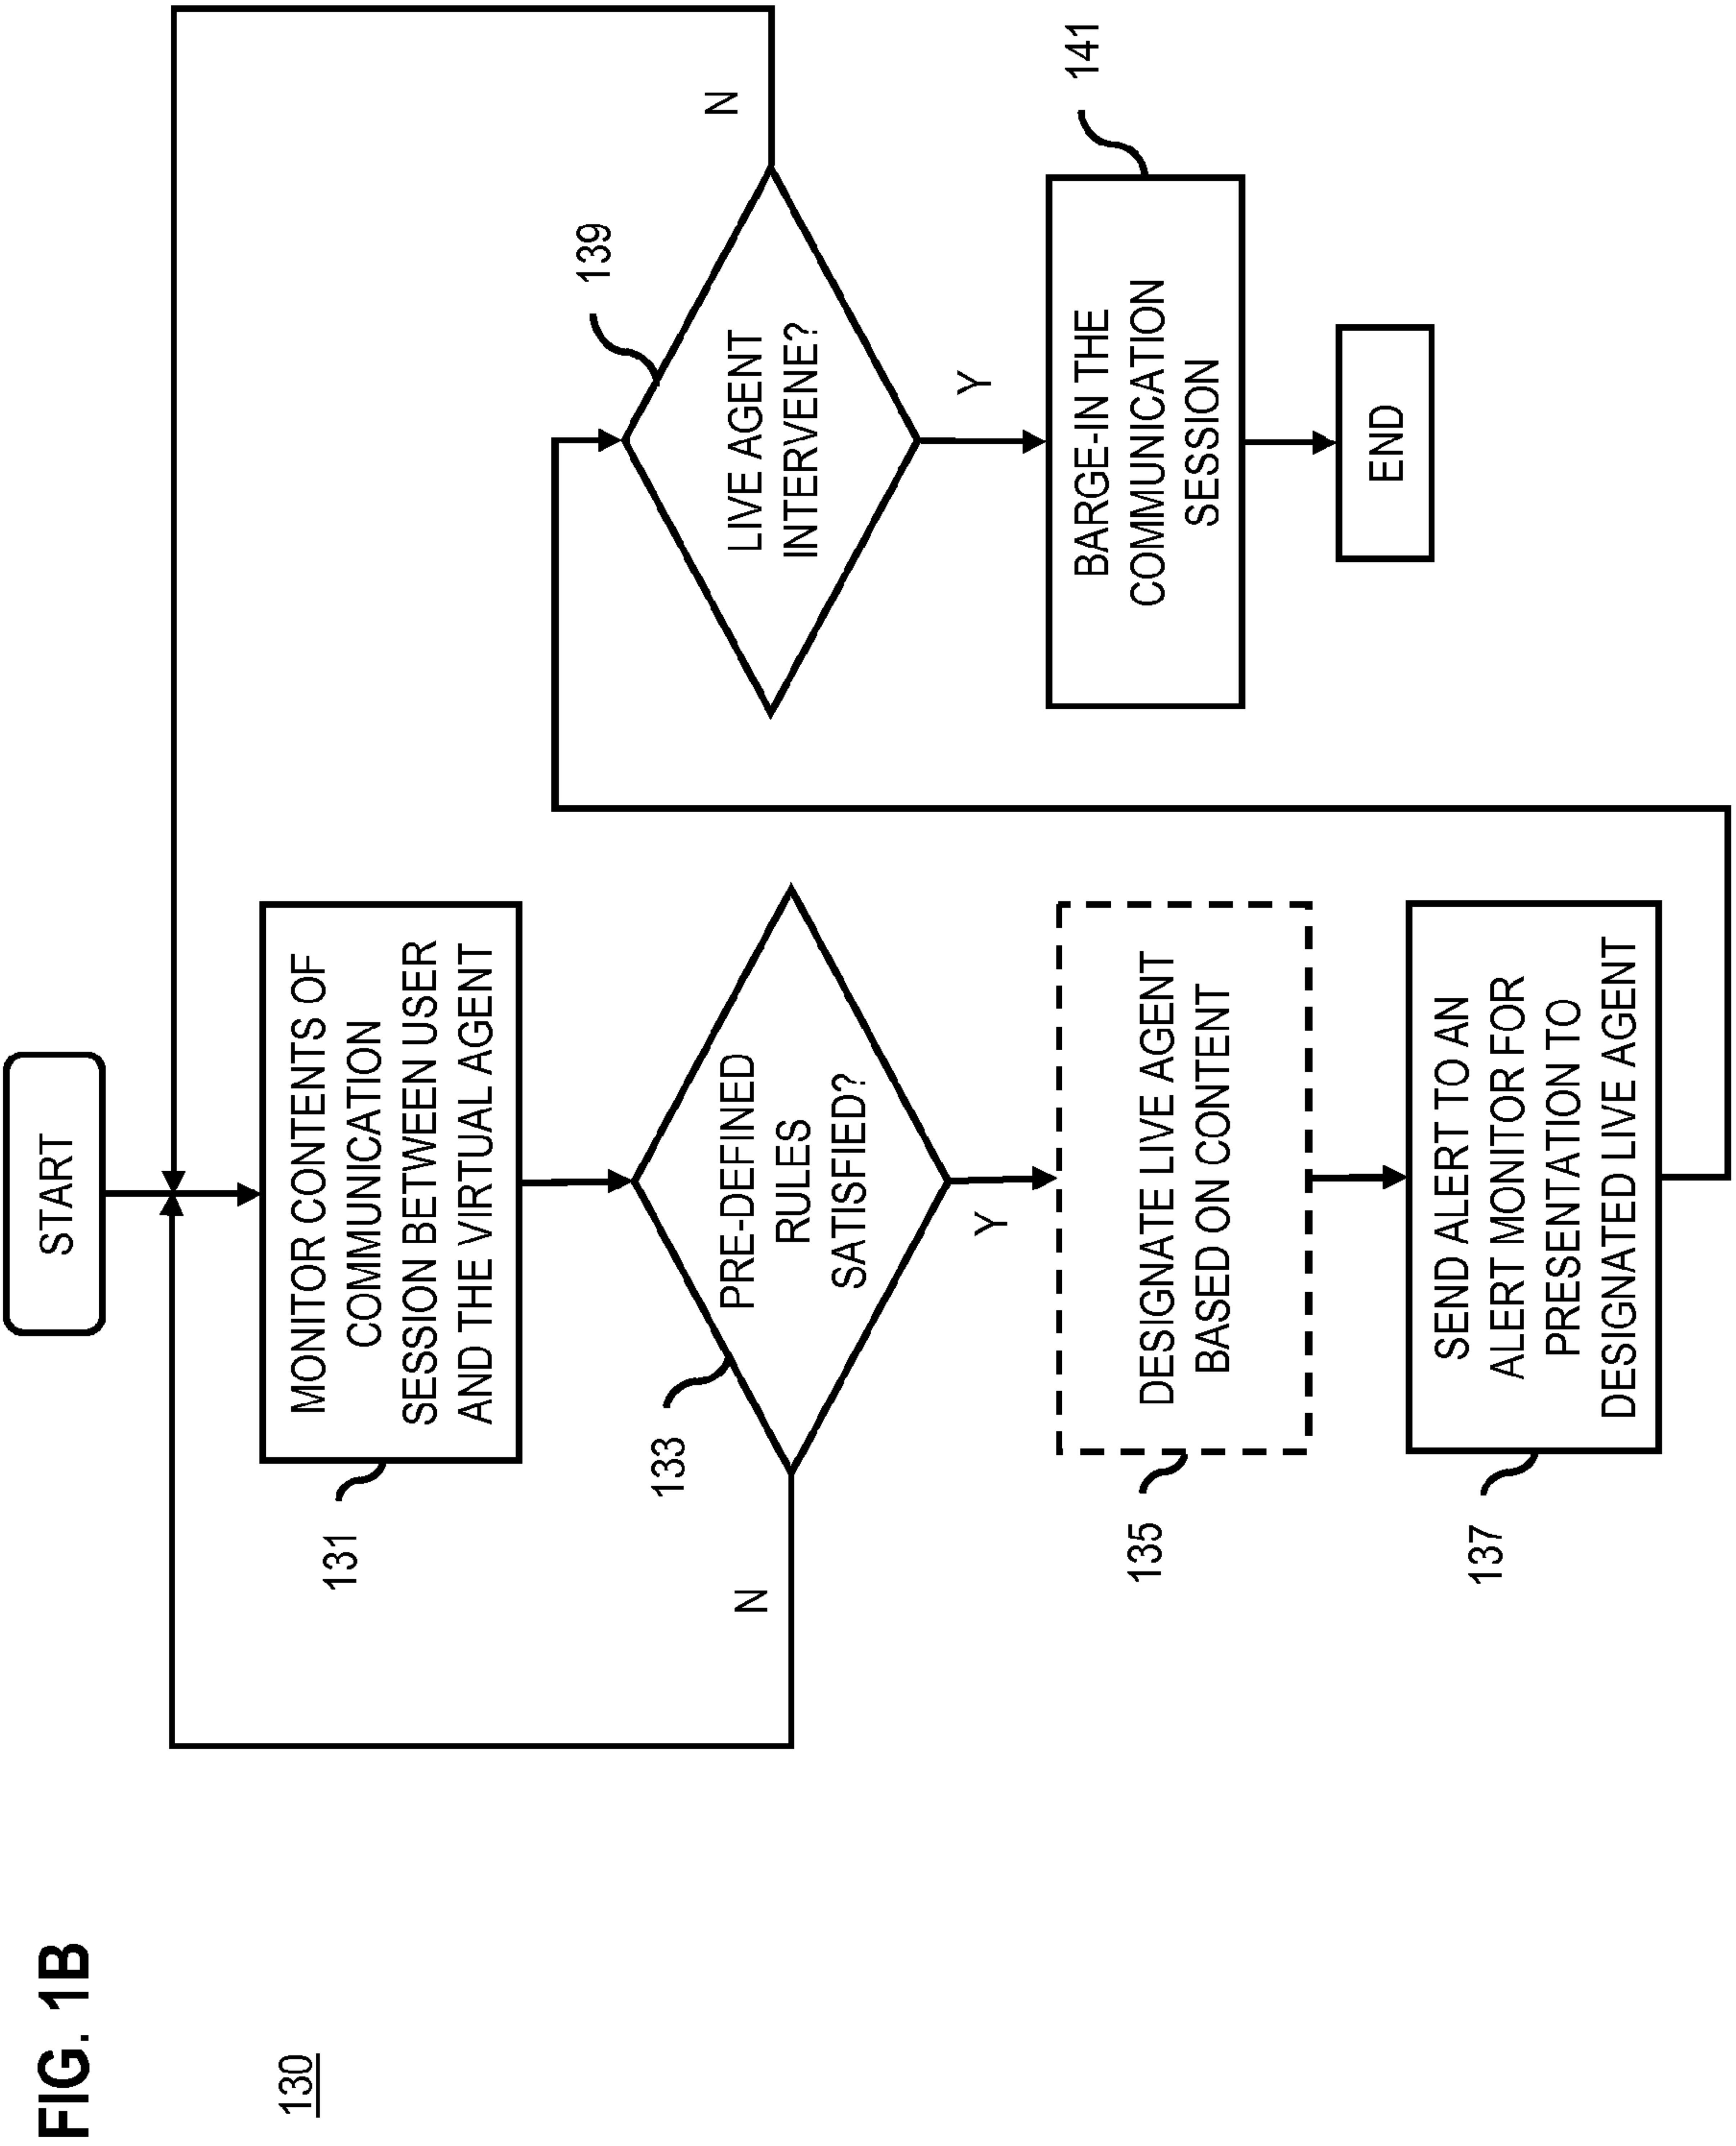 FIG. 1B
130
START
MONITOR CONTENTS OF
COMMUNICATION
SESSION BETWEEN USER
AND THE VIRTUAL AGENT
131
PRE-DEFINED
RULES
SATISFIED?
133
N
Y
DESIGNATE LIVE AGENT
BASED ON CONTENT
135
SEND ALERT TO AN
ALERT MONITOR FOR
PRESENTATION TO
DESIGNATED LIVE AGENT
137
LIVE AGENT
INTERVENE?
139
N
Y
BARGE-IN THE
COMMUNICATION
SESSION
141
END